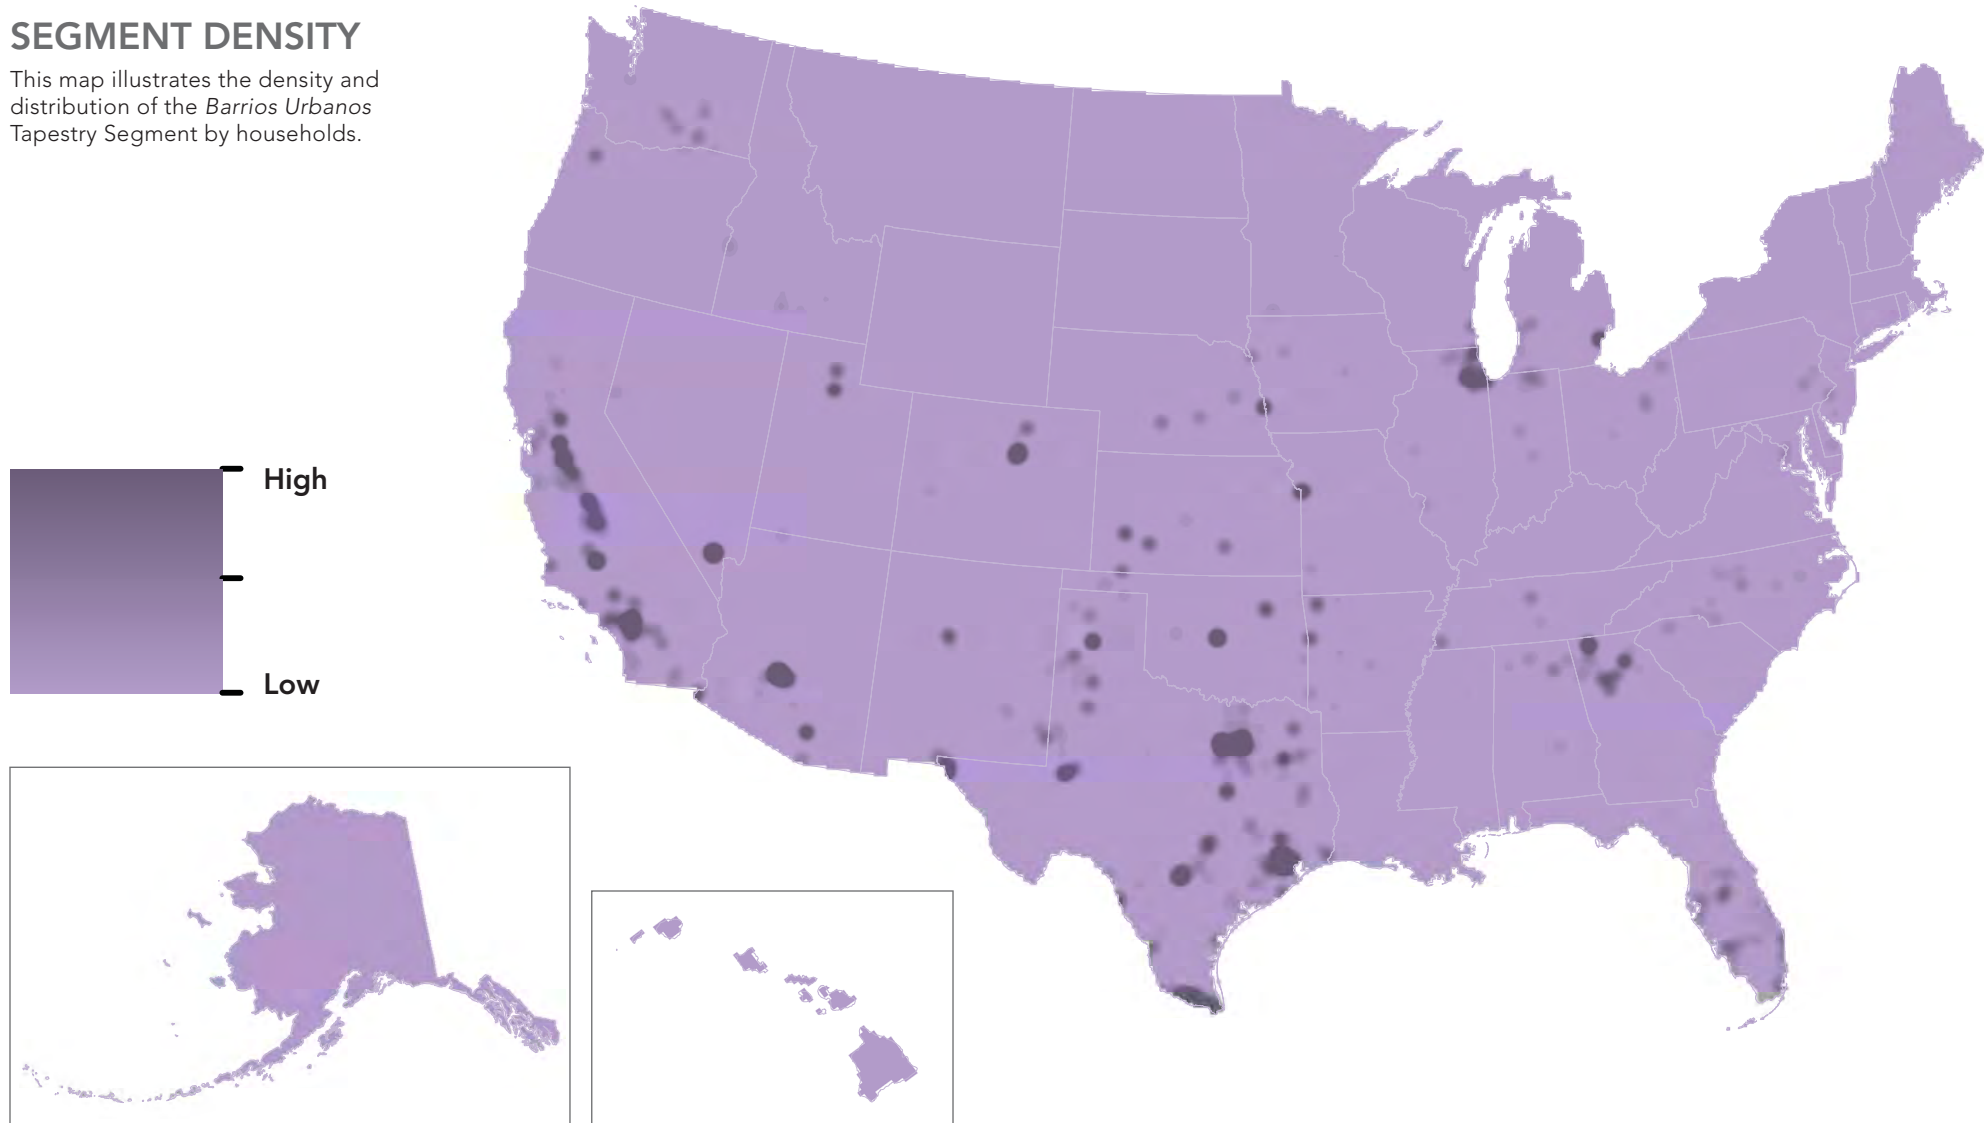 SEGMENT DENSITY
This map illustrates the density and
distribution of the Barrios Urbanos
Tapestry Segment by households.
High
Low